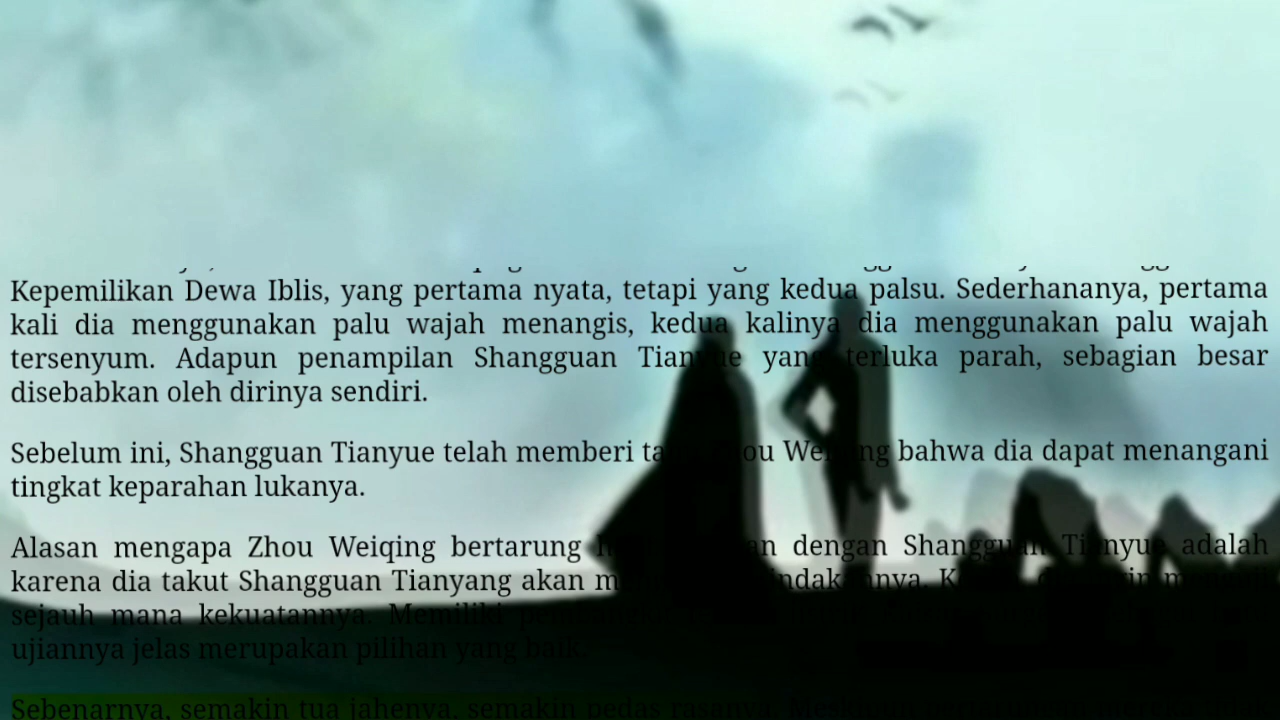 Kepemilikan Dewa Iblis, yang pertama nyata, tetapi yang kedua palsu. Sederhananya, pertama
kali dia menggunakan palu wajah menangis, kedua kalinya dia menggunakan palu wajah
tersenyum. Adapun penampilan Shangguan Tianyue yang terluka parah, sebagian besar
disebabkan oleh dirinya sendiri.
Sebelum ini, Shangguan Tianyue telah memberi Zhou Weiqing bahwa dia dapat menangani
tingkat keparahan lukanya.
Alasan mengapa Zhou Weiqing bertarung dengan Shangguan Tianyue adalah
karena dia takut Shangguan Tianyang akan
sejauh mana kekuatannya. Memiliki
ujiannya jelas merupakan pilihan yang baik.
Sebenarnya, semakin tua jahenya, semakin pedas rasanya. Meskipun pertarungan